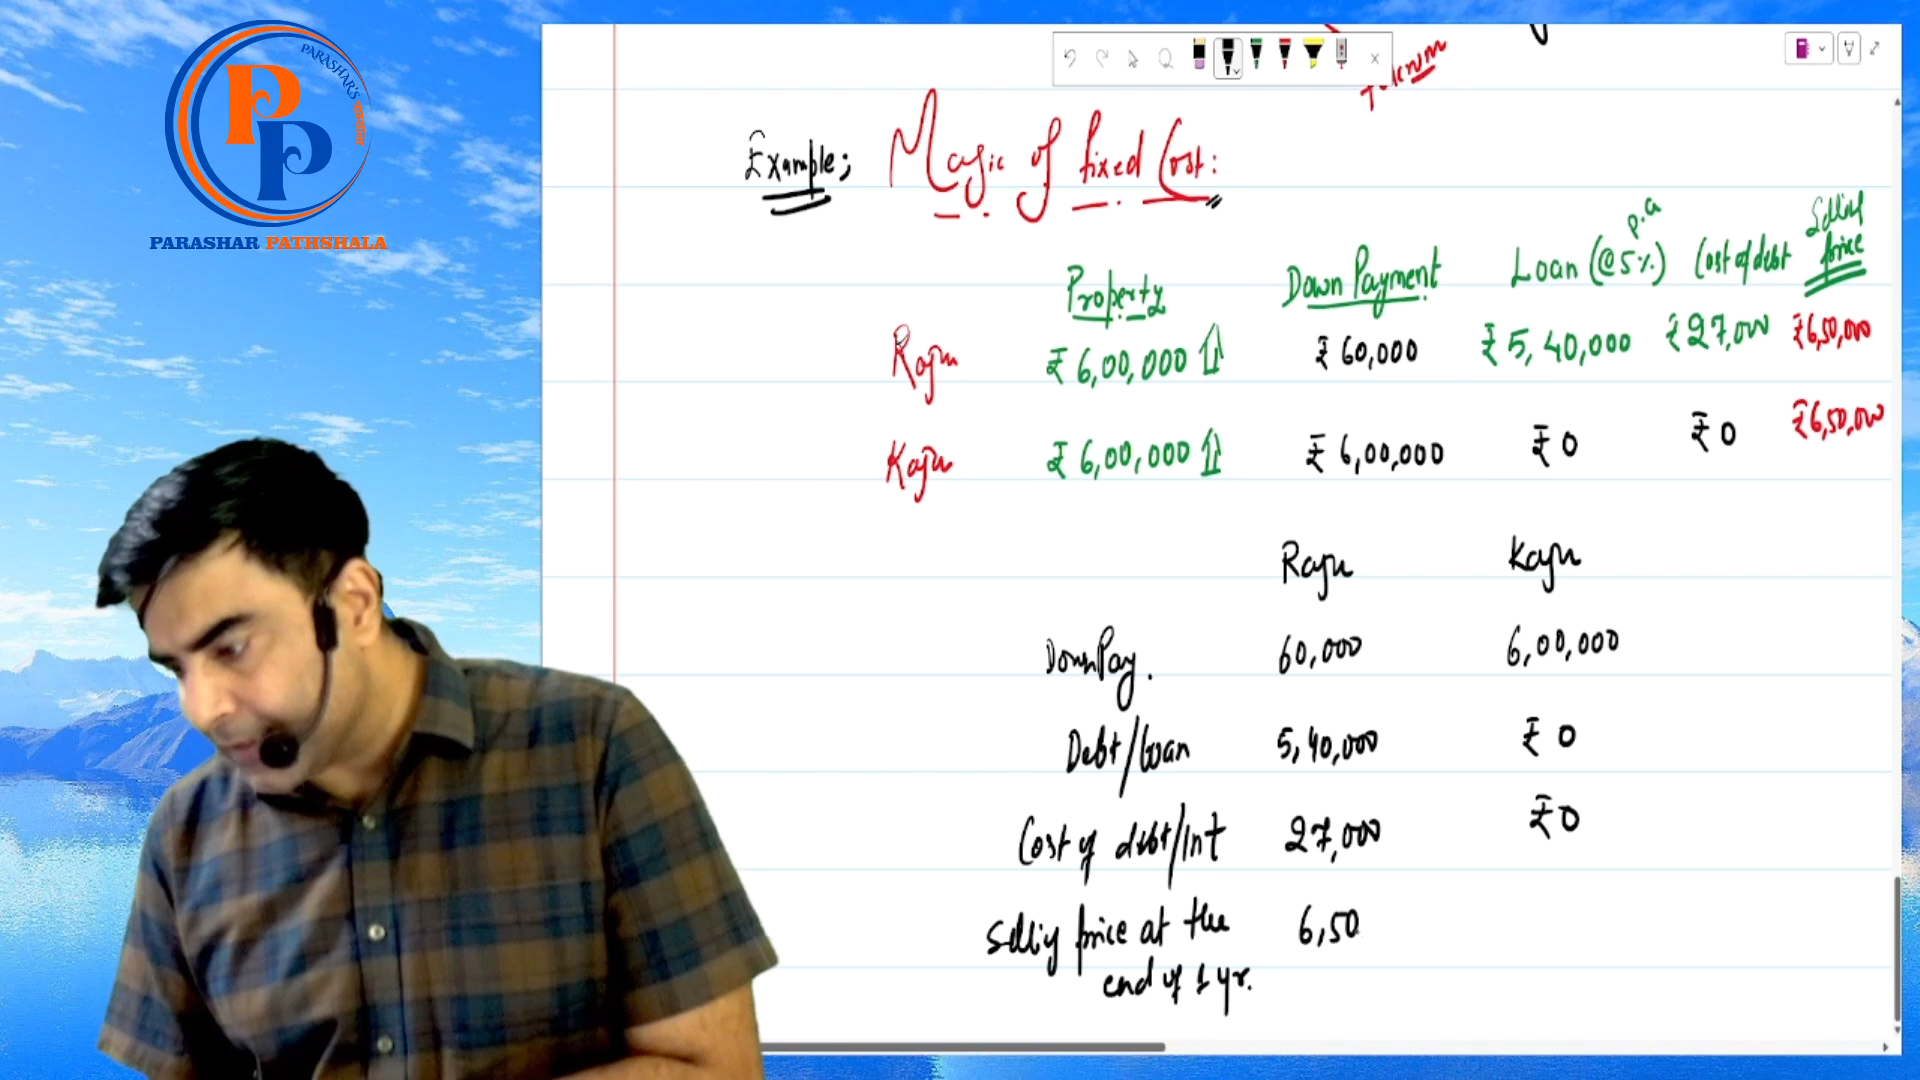 PARASHAR'S
PARASHAR PATHSHALA
Fulcrum
Example; Magic of fixed Cost:
Property Down Payment Loan (@5%) p.a Cost of debt Selling Price
Raju ₹ 6,00,000 ₹ 60,000 ₹ 5,40,000 ₹ 27,000 ₹ 6,50,000
Kaju ₹ 6,00,000 ₹ 6,00,000 ₹ 0 ₹ 0 ₹ 6,50,000
Raju Kaju
Down Pay. 60,000 6,00,000
Debt/loan 5,40,000 ₹ 0
Cost of debt/Int 27,000 ₹ 0
Selling price at the 6,50
end of 1 yr.